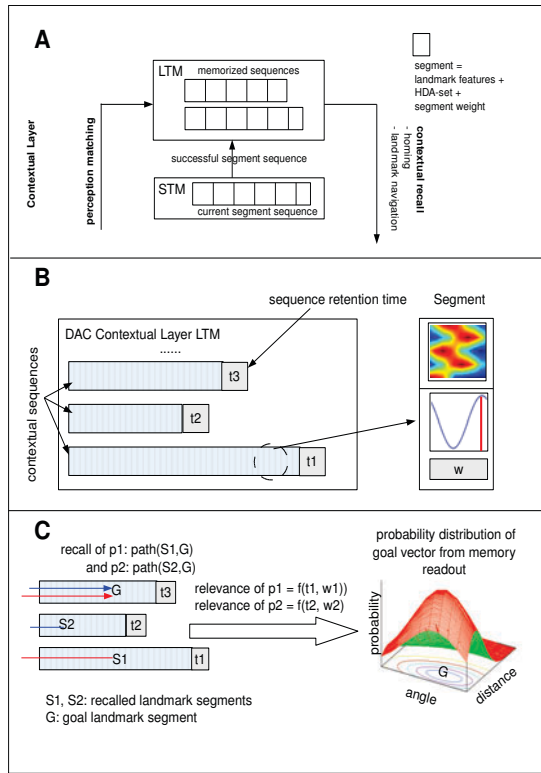 A
LTM
memorized sequences
segment =
landmark features +
HDA-set +
segment weight
Contextual Layer
perception matching
successful segment sequence
contextual recall
- homing
- landmark navigation
STM
current segment sequence
B
sequence retention time
DAC Contextual Layer LTM
......
Segment
contextual sequences
t3
t2
t1
w
C
recall of p1: path(S1,G)
and p2: path(S2,G)
probability distribution of
goal vector from memory
readout
G
t3
S2
t2
S1
t1
relevance of p1 = f(t1, w1))
relevance of p2 = f(t2, w2)
probability
G
angle
distance
S1, S2: recalled landmark segments
G: goal landmark segment